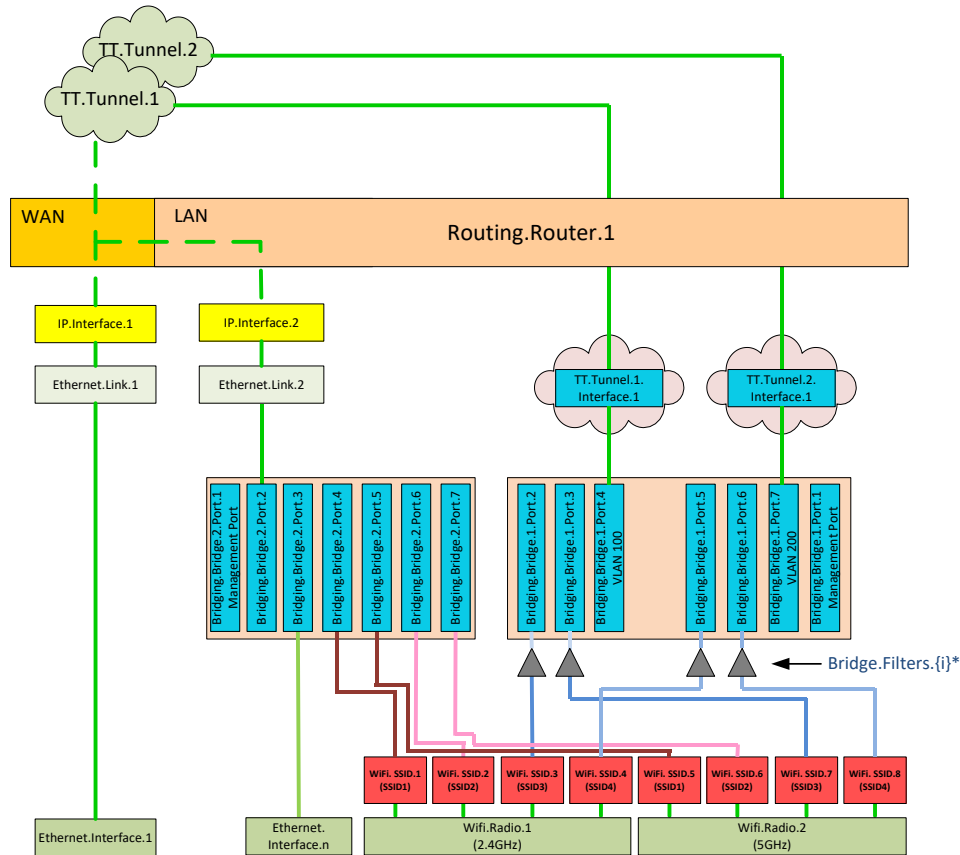 TT.Tunnel.2
TT.Tunnel.1
WAN
LAN
Routing.Router.1
IP.Interface.1
IP.Interface.2
Ethernet.Link.1
Ethernet.Link.2
TT.Tunnel.1.
Interface.1
TT.Tunnel.2.
Interface.1
Bridging.Bridge.2.Port.1
Management Port
Bridging.Bridge.2.Port.2
Bridging.Bridge.2.Port.3
Bridging.Bridge.2.Port.4
Bridging.Bridge.2.Port.5
Bridging.Bridge.2.Port.6
Bridging.Bridge.2.Port.7
Bridging.Bridge.1.Port.2
Bridging.Bridge.1.Port.3
Bridging.Bridge.1.Port.4
VLAN 100
Bridging.Bridge.1.Port.5
Bridging.Bridge.1.Port.6
Bridging.Bridge.1.Port.7
VLAN 200
Bridging.Bridge.1.Port.1
Management Port
Bridge.Filters.{i}*
WiFi. SSID.1
(SSID1)
WiFi. SSID.2
(SSID2)
WiFi. SSID.3
(SSID3)
WiFi. SSID.4
(SSID4)
WiFi. SSID.5
(SSID1)
WiFi. SSID.6
(SSID2)
WiFi. SSID.7
(SSID3)
WiFi. SSID.8
(SSID4)
Ethernet.Interface.1
Ethernet.
Interface.n
Wifi.Radio.1
(2.4GHz)
Wifi.Radio.2
(5GHz)